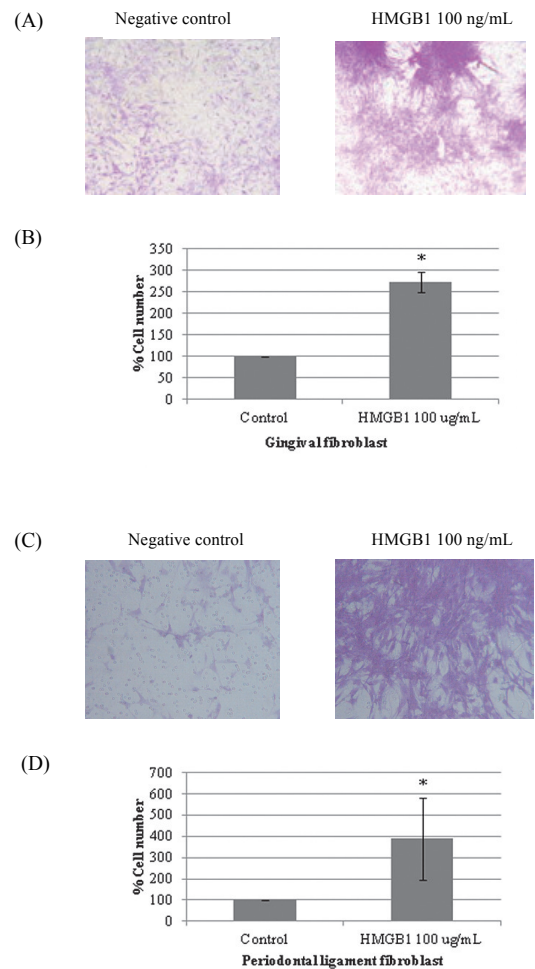 (A)
Negative control
HMGB1 100 ng/mL
(B)
% Cell number
350
300
250
200
150
100
50
0
*
Control
HMGB1 100 ug/mL
Gingival fibroblast
(C)
Negative control
HMGB1 100 ng/mL
(D)
% Cell number
700
600
500
400
300
200
100
0
*
Control
HMGB1 100 ug/mL
Periodontal ligament fibroblast